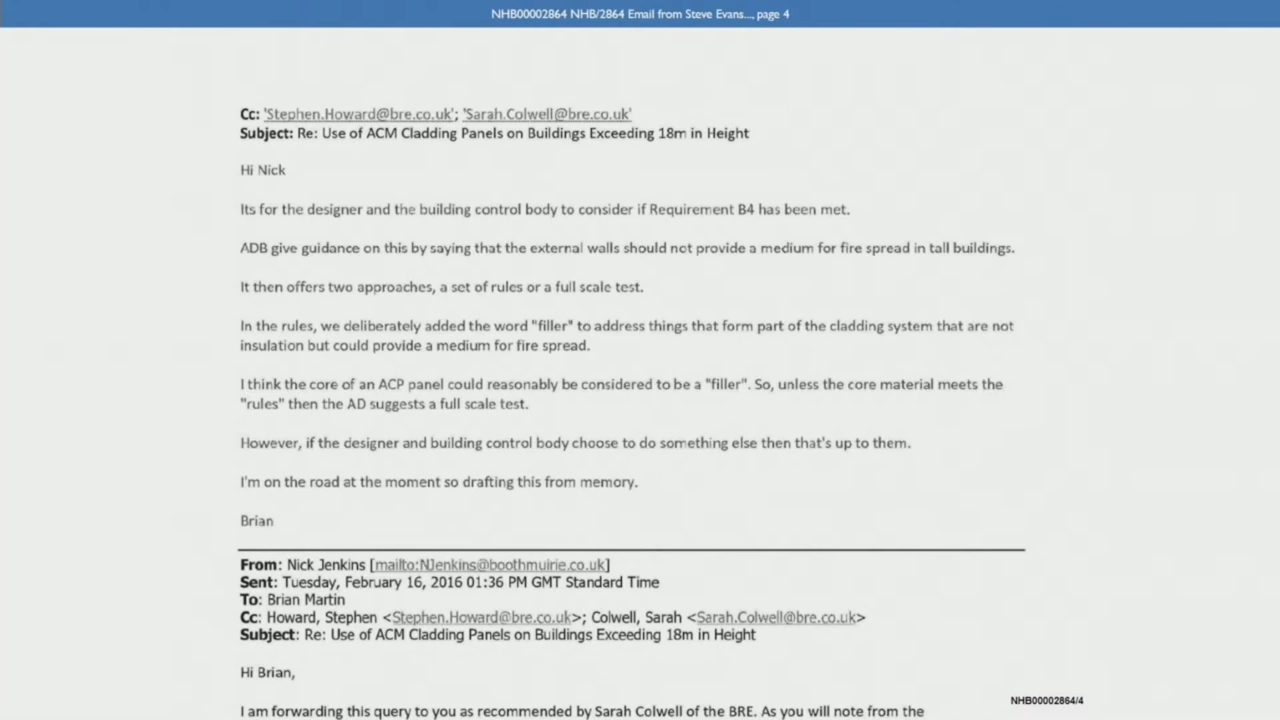 NHB00002864 NHB/2864 Email from Steve Evans..., page 4
Cc: 'Stephen.Howard@bre.co.uk'; 'Sarah.Colwell@bre.co.uk'
Subject: Re: Use of ACM Cladding Panels on Buildings Exceeding 18m in Height
Hi Nick
Its for the designer and the building control body to consider if Requirement B4 has been met.
ADB give guidance on this by saying that the external walls should not provide a medium for fire spread in tall buildings.
It then offers two approaches, a set of rules or a full scale test.
In the rules, we deliberately added the word "filler" to address things that form part of the cladding system that are not
insulation but could provide a medium for fire spread.
I think the core of an ACP panel could reasonably be considered to be a "filler". So, unless the core material meets the
"rules" then the AD suggests a full scale test.
However, if the designer and building control body choose to do something else then that's up to them.
I'm on the road at the moment so drafting this from memory.
Brian
From: Nick Jenkins [mailto:NJenkins@boothmuirie.co.uk]
Sent: Tuesday, February 16, 2016 01:36 PM GMT Standard Time
To: Brian Martin
Cc: Howard, Stephen <Stephen.Howard@bre.co.uk>; Colwell, Sarah <Sarah.Colwell@bre.co.uk>
Subject: Re: Use of ACM Cladding Panels on Buildings Exceeding 18m in Height
Hi Brian,
I am forwarding this query to you as recommended by Sarah Colwell of the BRE. As you will note from the
NHB00002864/4